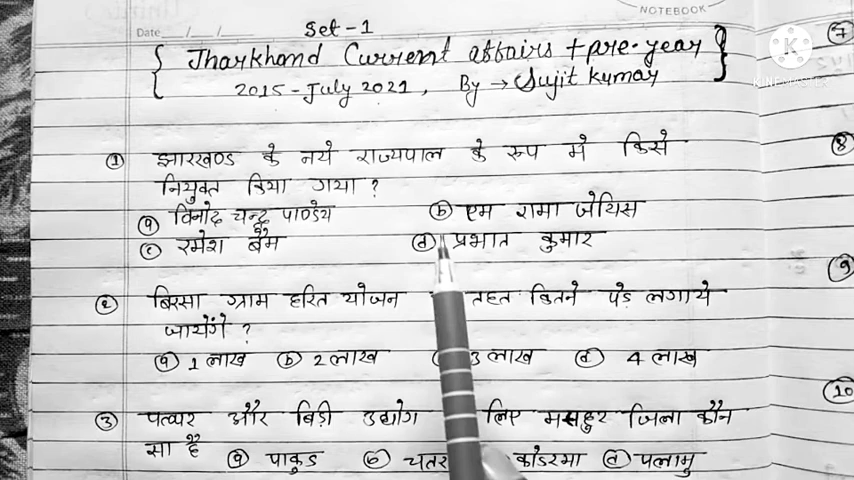 NOTEBOOK
Date / /
Set-1
Jharkhand Current affairs + pre-year
2015-July 2021, By → Sujit Kumar
KINEMASTER
① झारखण्ड के नये राज्यपाल के रुप मे किसे
नियुक्त किया गया ?
ⓐ विनोद चन्द्र पाण्डेय ⓑ एम रामा जोयिस
ⓒ रमेश बैस ⓓ प्रभात कुमार
② बिरसा ग्राम हरित योजन तहत कितने पेड़ लगाये
जायेंगे ?
ⓐ 1 लाख ⓑ 2 लाख 3 लाख ⓓ 4 लाख
③ पत्थर और बिड़ी उद्योग लिए मसहुर जिला कौन
सा है ⓐ पाकुड ⓑ चतर कोडरमा ⓓ पलामु
⑦
⑧
⑨
⑩